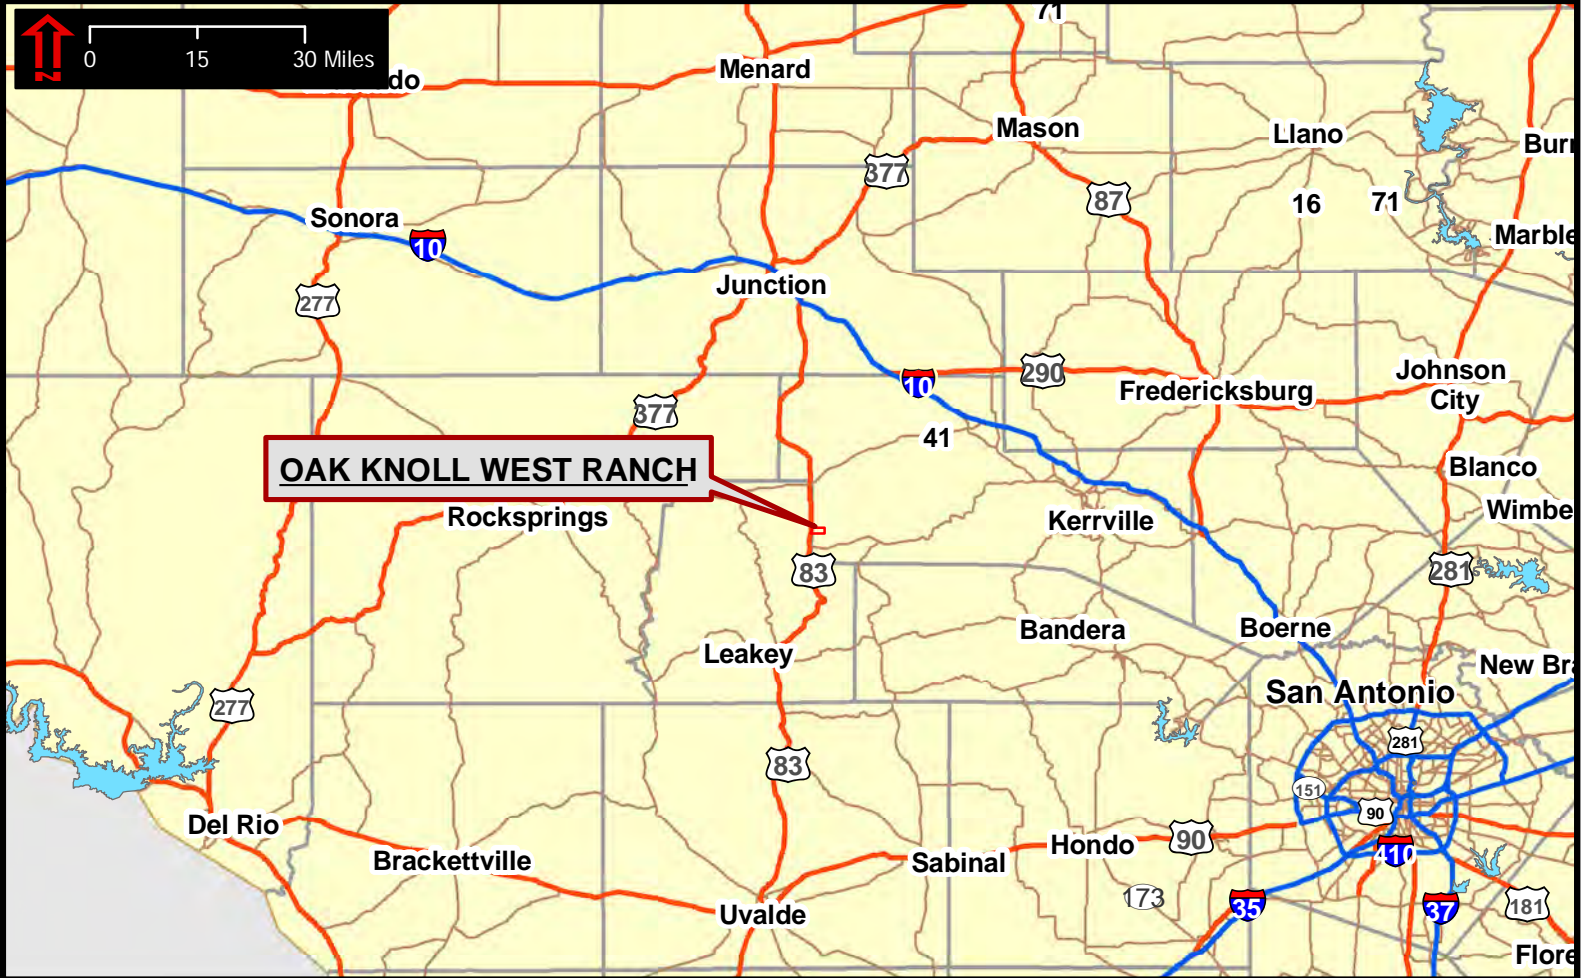 71
0 15 30 Miles
N
do
Menard
Mason
Llano
Burn
377
87
16
71
Sonora
10
Marble
277
Junction
10
290
Fredericksburg
Johnson
City
377
41
OAK KNOLL WEST RANCH
Blanco
Rocksprings
Kerrville
Wimbe
83
281
Bandera
Boerne
Leakey
New Bra
San Antonio
277
281
83
151
90
Del Rio
Brackettville
Sabinal
Hondo
90
410
173
35
37
181
Uvalde
Flore